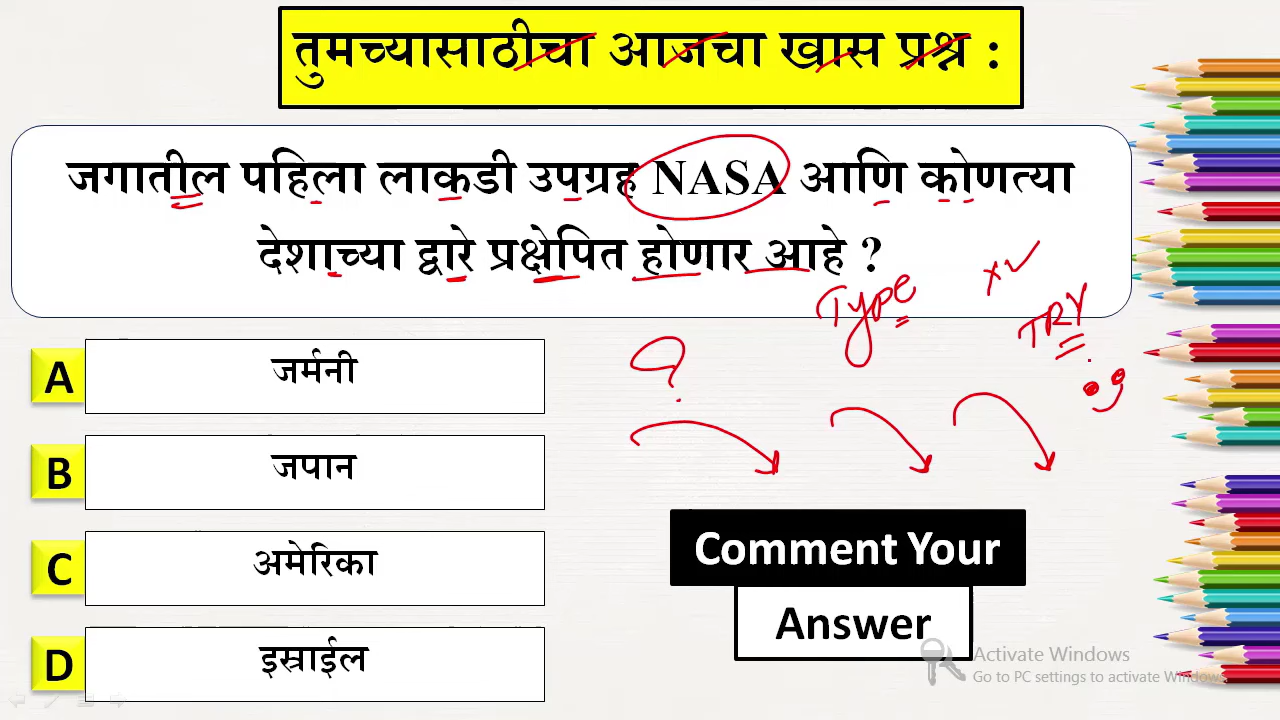 तुमच्यासाठीचा आजचा खास प्रश्न :
जगातील पहिला लाकडी उपग्रह NASA आणि कोणत्या
देशाच्या द्वारे प्रक्षेपित होणार आहे ?
Type
TRY
?
A जर्मनी
B जपान
C अमेरिका
D इस्राईल
Comment Your
Answer
Activate Windows
Go to PC settings to activate Windows.